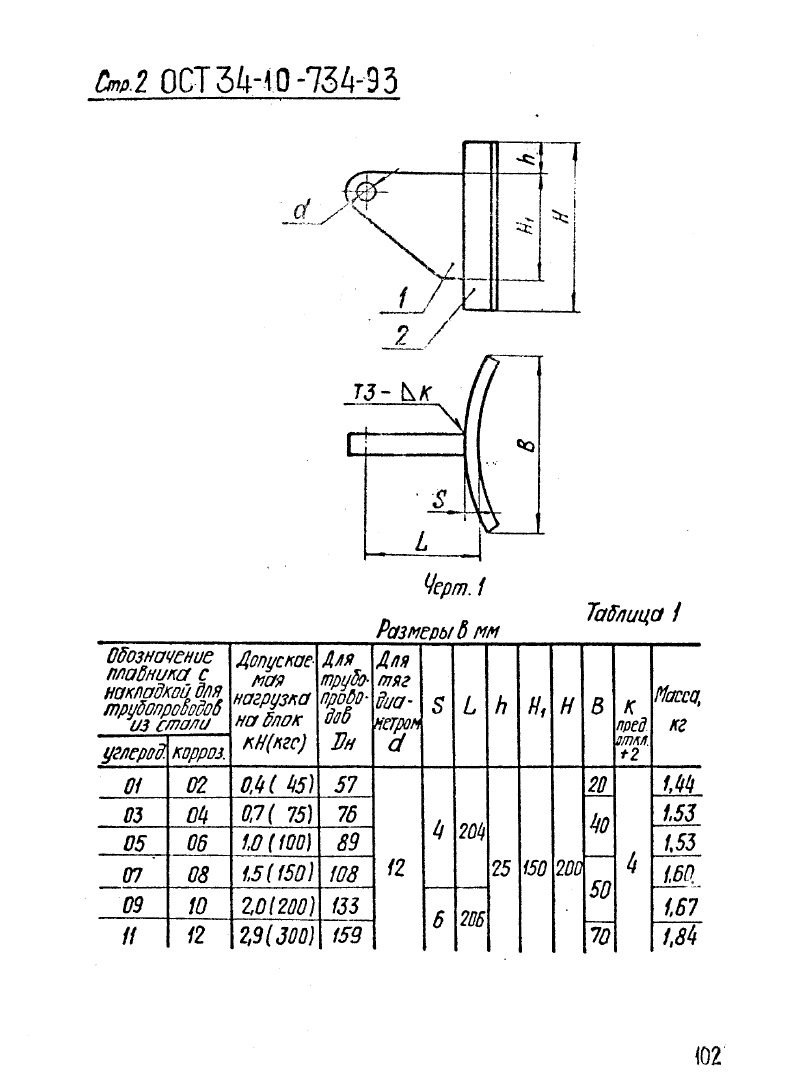 Стр.2 ОСТ 34-10-734-93
h
d
H₁
H
1
2
Т3-◺К
B
S
L
Черт. 1
Таблица 1
Размеры в мм
Обозначение плавника с накладкой для трубопроводов из стали
углерод. корроз.
Допускаемая нагрузка на блок кН(кгс)
Для трубопроводов Dн
Для тяг диаметром d
S L h H₁ H B
К пред. откл. +2
Масса, кг
01 02 0,4 (45) 57 20 1,44
03 04 0,7 (75) 76 40 1.53
4 204
05 06 1.0 (100) 89 1,53
12 25 150 200 4
07 08 1.5 (150) 108 50 1.60
09 10 2,0 (200) 133 1,67
6 206
11 12 2,9 (300) 159 70 1,84
102